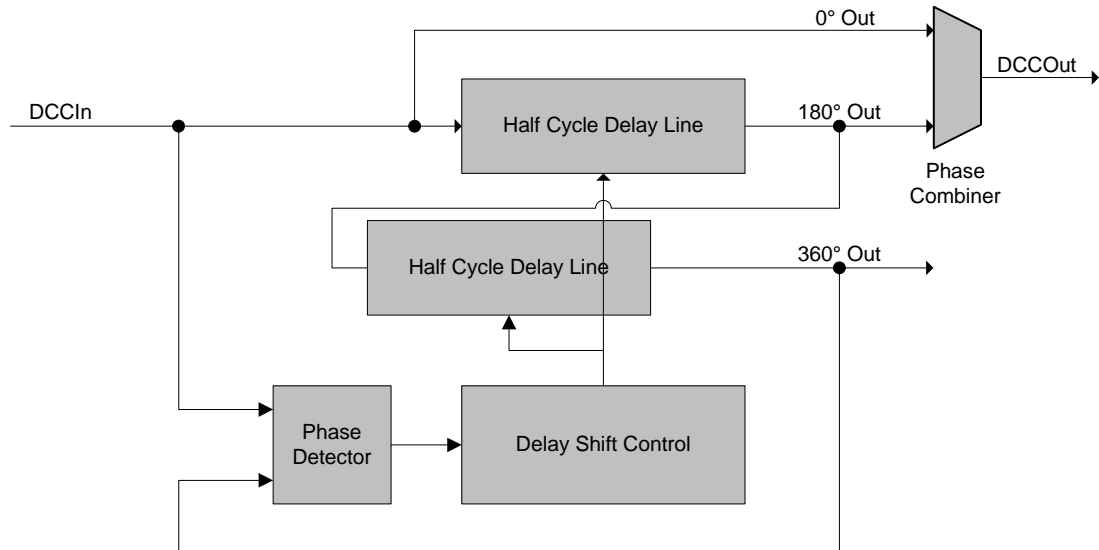 0° Out
DCCOut
DCCIn
Half Cycle Delay Line
180° Out
Phase
Combiner
Half Cycle Delay Line
360° Out
Phase
Detector
Delay Shift Control